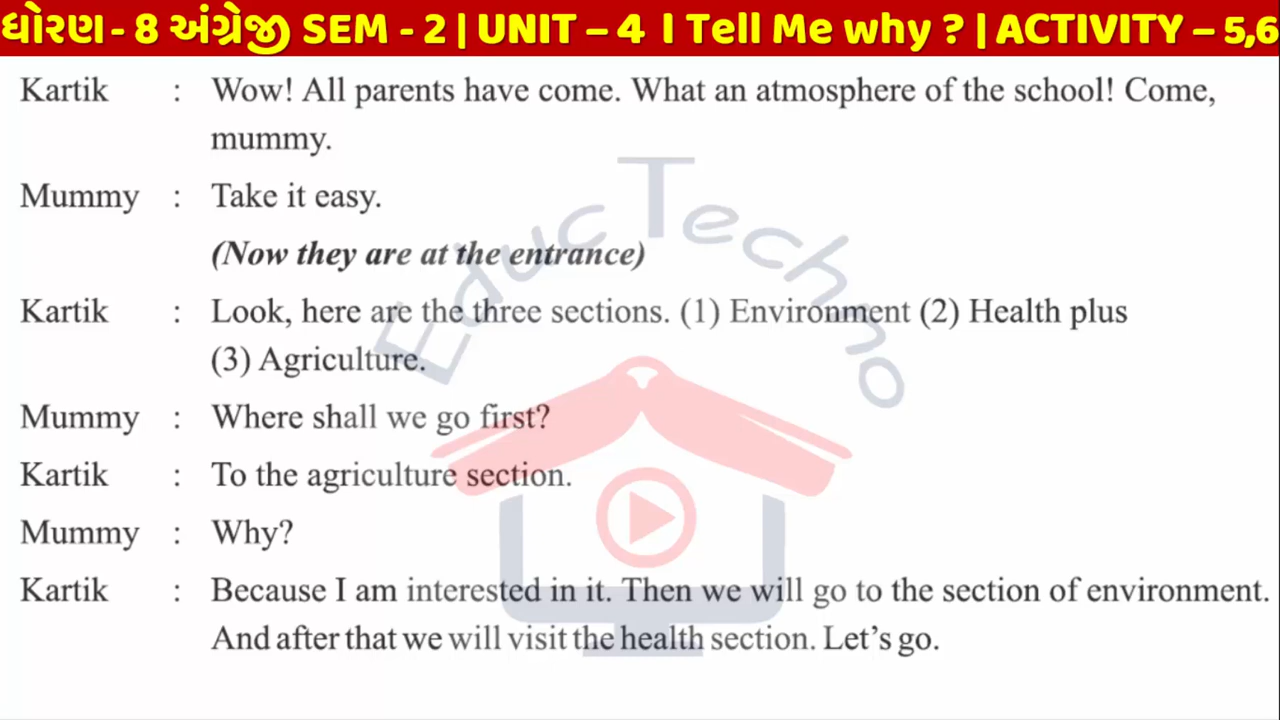 ધોરણ - 8 અંગ્રેજી SEM - 2 | UNIT – 4 l Tell Me why ? | ACTIVITY – 5,6
Kartik : Wow! All parents have come. What an atmosphere of the school! Come,
mummy.
Mummy : Take it easy.
(Now they are at the entrance)
Kartik : Look, here are the three sections. (1) Environment (2) Health plus
(3) Agriculture.
Mummy : Where shall we go first?
Kartik : To the agriculture section.
Mummy : Why?
Kartik : Because I am interested in it. Then we will go to the section of environment.
And after that we will visit the health section. Let’s go.
EducTechno